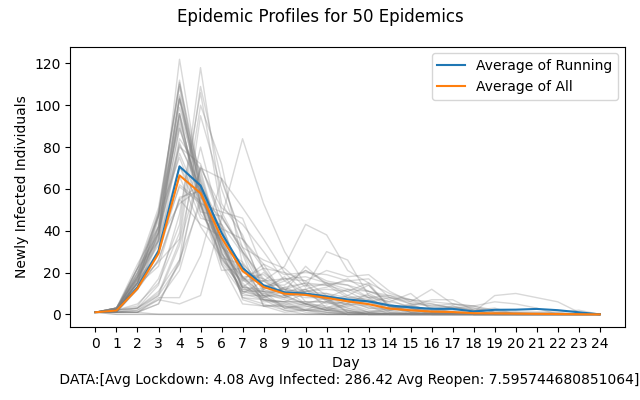 Epidemic Profiles for 50 Epidemics
Average of Running
Average of All
Newly Infected Individuals
120
100
80
60
40
20
0
0 1 2 3 4 5 6 7 8 9 10 11 12 13 14 15 16 17 18 19 20 21 22 23 24
Day
DATA:[Avg Lockdown: 4.08 Avg Infected: 286.42 Avg Reopen: 7.595744680851064]